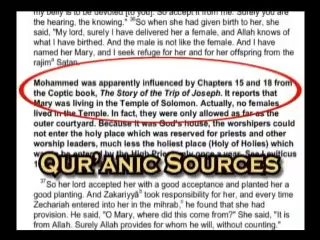 my belly to be devoted [to you]. So accept it from me. Surely you are
the hearing, the knowing." 36So when she had given birth to her, she
said, "My lord, surely I have delivered her a female, and Allah knows of
what I have birthed. And the male is not like the female. And I have
named her Mary, and I seek refuge for her and for her offspring from the
rajim Satan.
Mohammed was apparently influenced by Chapters 15 and 18 from
the Coptic book, The Story of the Trip of Joseph. It reports that
Mary was living in the Temple of Solomon. Actually, no females
lived in the Temple. In fact, they were only allowed as far as the
outer courtyard. Because it was God's house, the worshipers could
not enter the holy place which was reserved for priests and other
worship leaders, much less the holiest place (Holy of Holies) which
QUR'ANIC SOURCES
37So her lord accepted her with a good acceptance and planted her a
good planting. And Zakariyyâ took responsibility for her, and every time
Zechariah entered into her in the mihrab, he found that she had
provision. He said, "O Mary, where did this come from?" She said, "It is
from Allah. Surely Allah provides for whom he will, without counting."